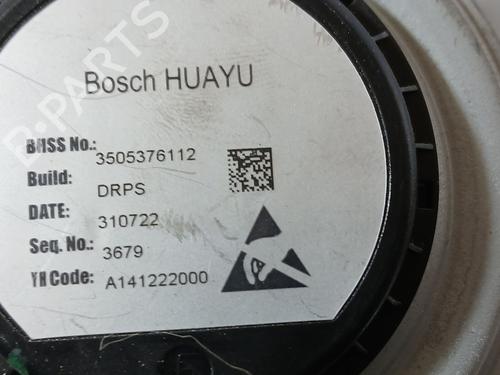 B-PARTS
Bosch HUAYU
BHSS No.: 3505376112
Build: DRPS
DATE: 310722
Seq. No.: 3679
YH Code: A141222000